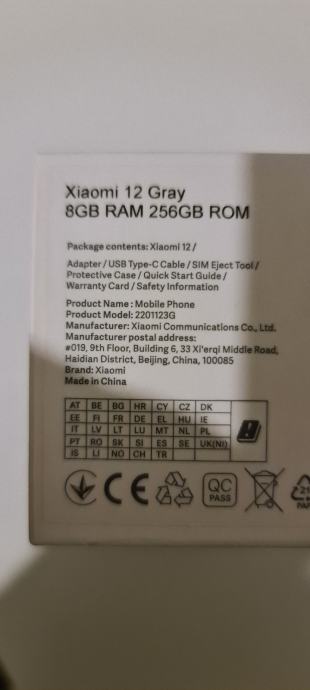 Xiaomi 12 Gray
8GB RAM 256GB ROM
Package contents: Xiaomi 12 /
Adapter / USB Type-C Cable / SIM Eject Tool /
Protective Case / Quick Start Guide /
Warranty Card / Safety Information
Product Name: Mobile Phone
Product Model: 2201123G
Manufacturer: Xiaomi Communications Co., Ltd.
Manufacturer postal address:
#019, 9th Floor, Building 6, 33 Xi'erqi Middle Road,
Haidian District, Beijing, China, 100085
Brand: Xiaomi
Made in China
AT BE BG HR CY CZ DK
EE FI FR DE EL HU IE
IT LV LT LU MT NL PL
PT RO SK SI ES SE UK(NI)
IS LI NO CH TR
CE
QC
PASS